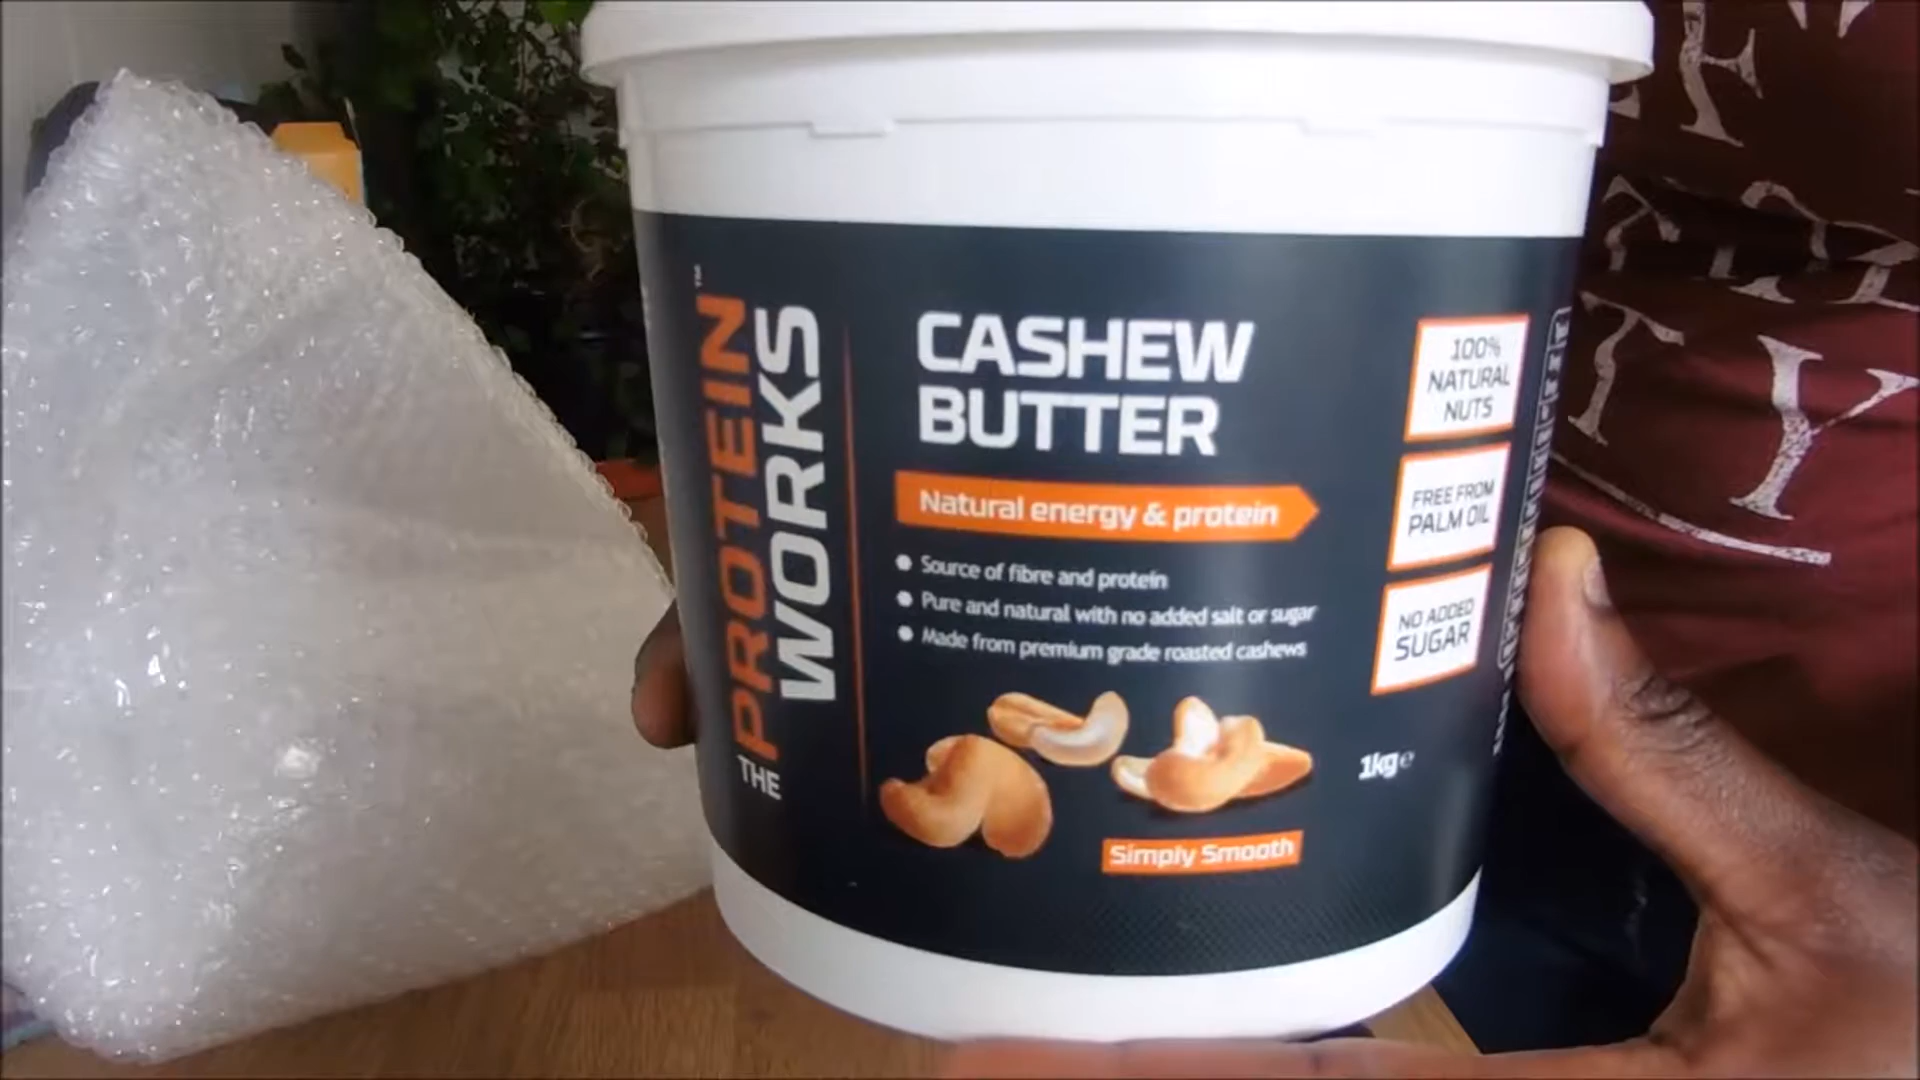 THE PROTEIN WORKS™
CASHEW
BUTTER
Natural energy & protein
Source of fibre and protein
Pure and natural with no added salt or sugar
Made from premium grade roasted cashews
100%
NATURAL
NUTS
FREE FROM
PALM OIL
NO ADDED
SUGAR
1kg e
Simply Smooth